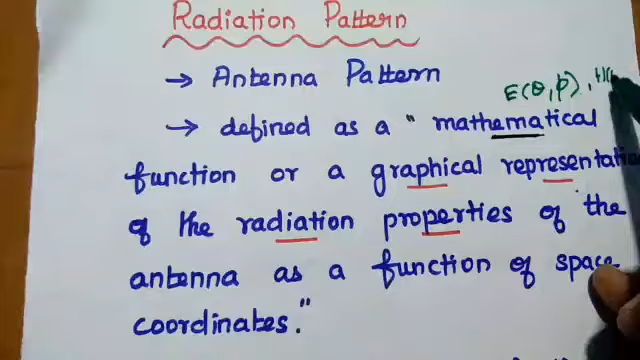 Radiation Pattern
→ Antenna Pattern
E(θ, φ), H(
→ defined as a "mathematical
function or a graphical representati
of the radiation properties of the
antenna as a function of space
coordinates."